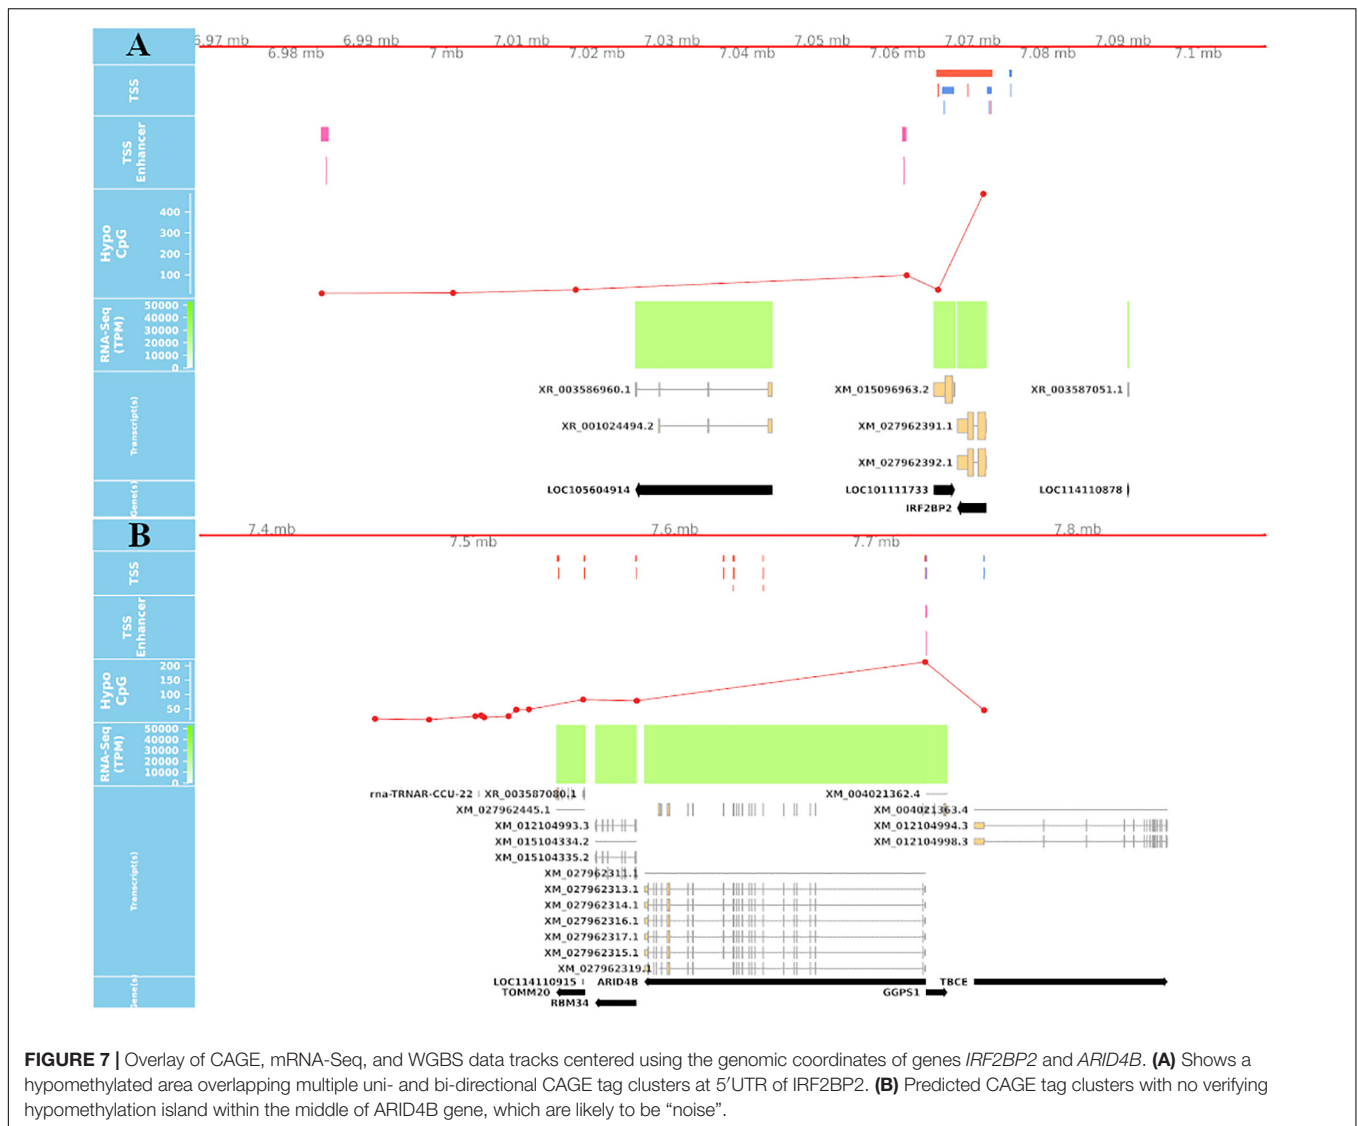 A
6.97 mb 6.99 mb 7.01 mb 7.03 mb 7.05 mb 7.07 mb 7.09 mb
6.98 mb 7 mb 7.02 mb 7.04 mb 7.06 mb 7.08 mb 7.1 mb
TSS
TSS
Enhancer
Hypo
CpG
400
300
200
100
RNA-Seq
(TPM)
50000
40000
30000
20000
10000
0
Transcript(s)
XR_003586960.1 XM_015096963.2 XR_003587051.1
XR_001024494.2 XM_027962391.1
XM_027962392.1
Gene(s)
LOC105604914 LOC101111733 LOC114110878
IRF2BP2
B
7.4 mb 7.6 mb 7.8 mb
7.5 mb 7.7 mb
TSS
TSS
Enhancer
Hypo
CpG
200
150
100
50
RNA-Seq
(TPM)
50000
40000
30000
20000
10000
0
Transcript(s)
rna-TRNAR-CCU-22 XR_003587080.1 XM_004021362.4
XM_027962445.1 XM_004021363.4
XM_012104993.3 XM_012104994.3
XM_015104334.2 XM_012104998.3
XM_015104335.2
XM_027962311.1
XM_027962313.1
XM_027962314.1
XM_027962316.1
XM_027962317.1
XM_027962315.1
XM_027962319.1
Gene(s)
LOC114110915 ARID4B TBCE
TOMM20 GGPS1
RBM34
FIGURE 7 | Overlay of CAGE, mRNA-Seq, and WGBS data tracks centered using the genomic coordinates of genes IRF2BP2 and ARID4B. (A) Shows a
hypomethylated area overlapping multiple uni- and bi-directional CAGE tag clusters at 5′UTR of IRF2BP2. (B) Predicted CAGE tag clusters with no verifying
hypomethylation island within the middle of ARID4B gene, which are likely to be “noise”.